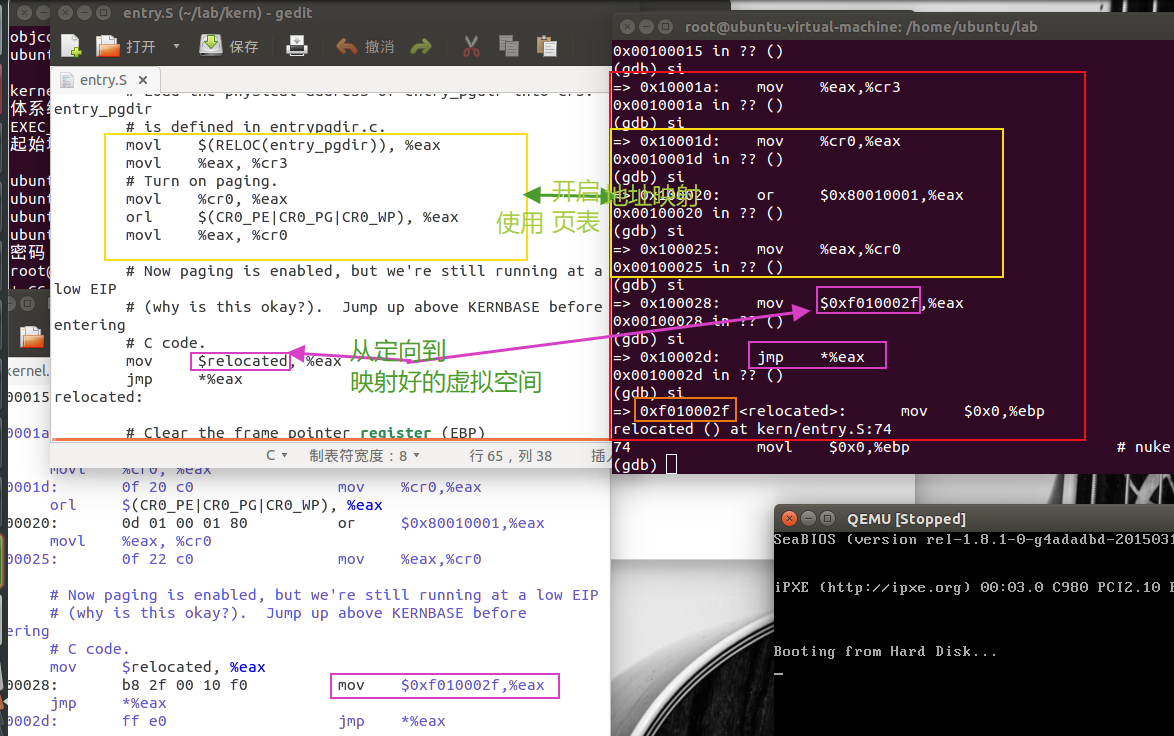 entry.S (~/lab/kern) - gedit
打开
保存
撤消
entry.S ×
entry_pgdir
# is defined in entrypgdir.c.
movl $(RELOC(entry_pgdir)), %eax
movl %eax, %cr3
# Turn on paging.
movl %cr0, %eax
orl $(CR0_PE|CR0_PG|CR0_WP), %eax
movl %eax, %cr0
# Now paging is enabled, but we're still running at a
low EIP
# (why is this okay?). Jump up above KERNBASE before
entering
# C code.
mov $relocated, %eax
jmp *%eax
relocated:
# Clear the frame pointer register (EBP)
C 制表符宽度：8 行 65，列 38 插入
开启地址映射
使用 页表
从定向到
映射好的虚拟空间
root@ubuntu-virtual-machine: /home/ubuntu/lab
0x00100015 in ?? ()
(gdb) si
=> 0x10001a: mov %eax,%cr3
0x0010001a in ?? ()
(gdb) si
=> 0x10001d: mov %cr0,%eax
0x0010001d in ?? ()
(gdb) si
=> 0x100020: or $0x80010001,%eax
0x00100020 in ?? ()
(gdb) si
=> 0x100025: mov %eax,%cr0
0x00100025 in ?? ()
(gdb) si
=> 0x100028: mov $0xf010002f,%eax
0x00100028 in ?? ()
(gdb) si
=> 0x10002d: jmp *%eax
0x0010002d in ?? ()
(gdb) si
=> 0xf010002f <relocated>: mov $0x0,%ebp
relocated () at kern/entry.S:74
74 movl $0x0,%ebp # nuke
(gdb)
objco
ubunt
kerne
体系结
EXEC_
起始地
ubunt
ubunt
ubunt
ubunt
密码
root@
kernel.
00015
0001a
movl %cr0, %eax
0001d: 0f 20 c0 mov %cr0,%eax
orl $(CR0_PE|CR0_PG|CR0_WP), %eax
00020: 0d 01 00 01 80 or $0x80010001,%eax
movl %eax, %cr0
00025: 0f 22 c0 mov %eax,%cr0
# Now paging is enabled, but we're still running at a low EIP
# (why is this okay?). Jump up above KERNBASE before
ering
# C code.
mov $relocated, %eax
00028: b8 2f 00 10 f0 mov $0xf010002f,%eax
jmp *%eax
0002d: ff e0 jmp *%eax
QEMU [Stopped]
SeaBIOS (version rel-1.8.1-0-g4adadbd-2015031
iPXE (http://ipxe.org) 00:03.0 C980 PCI2.10
Booting from Hard Disk...